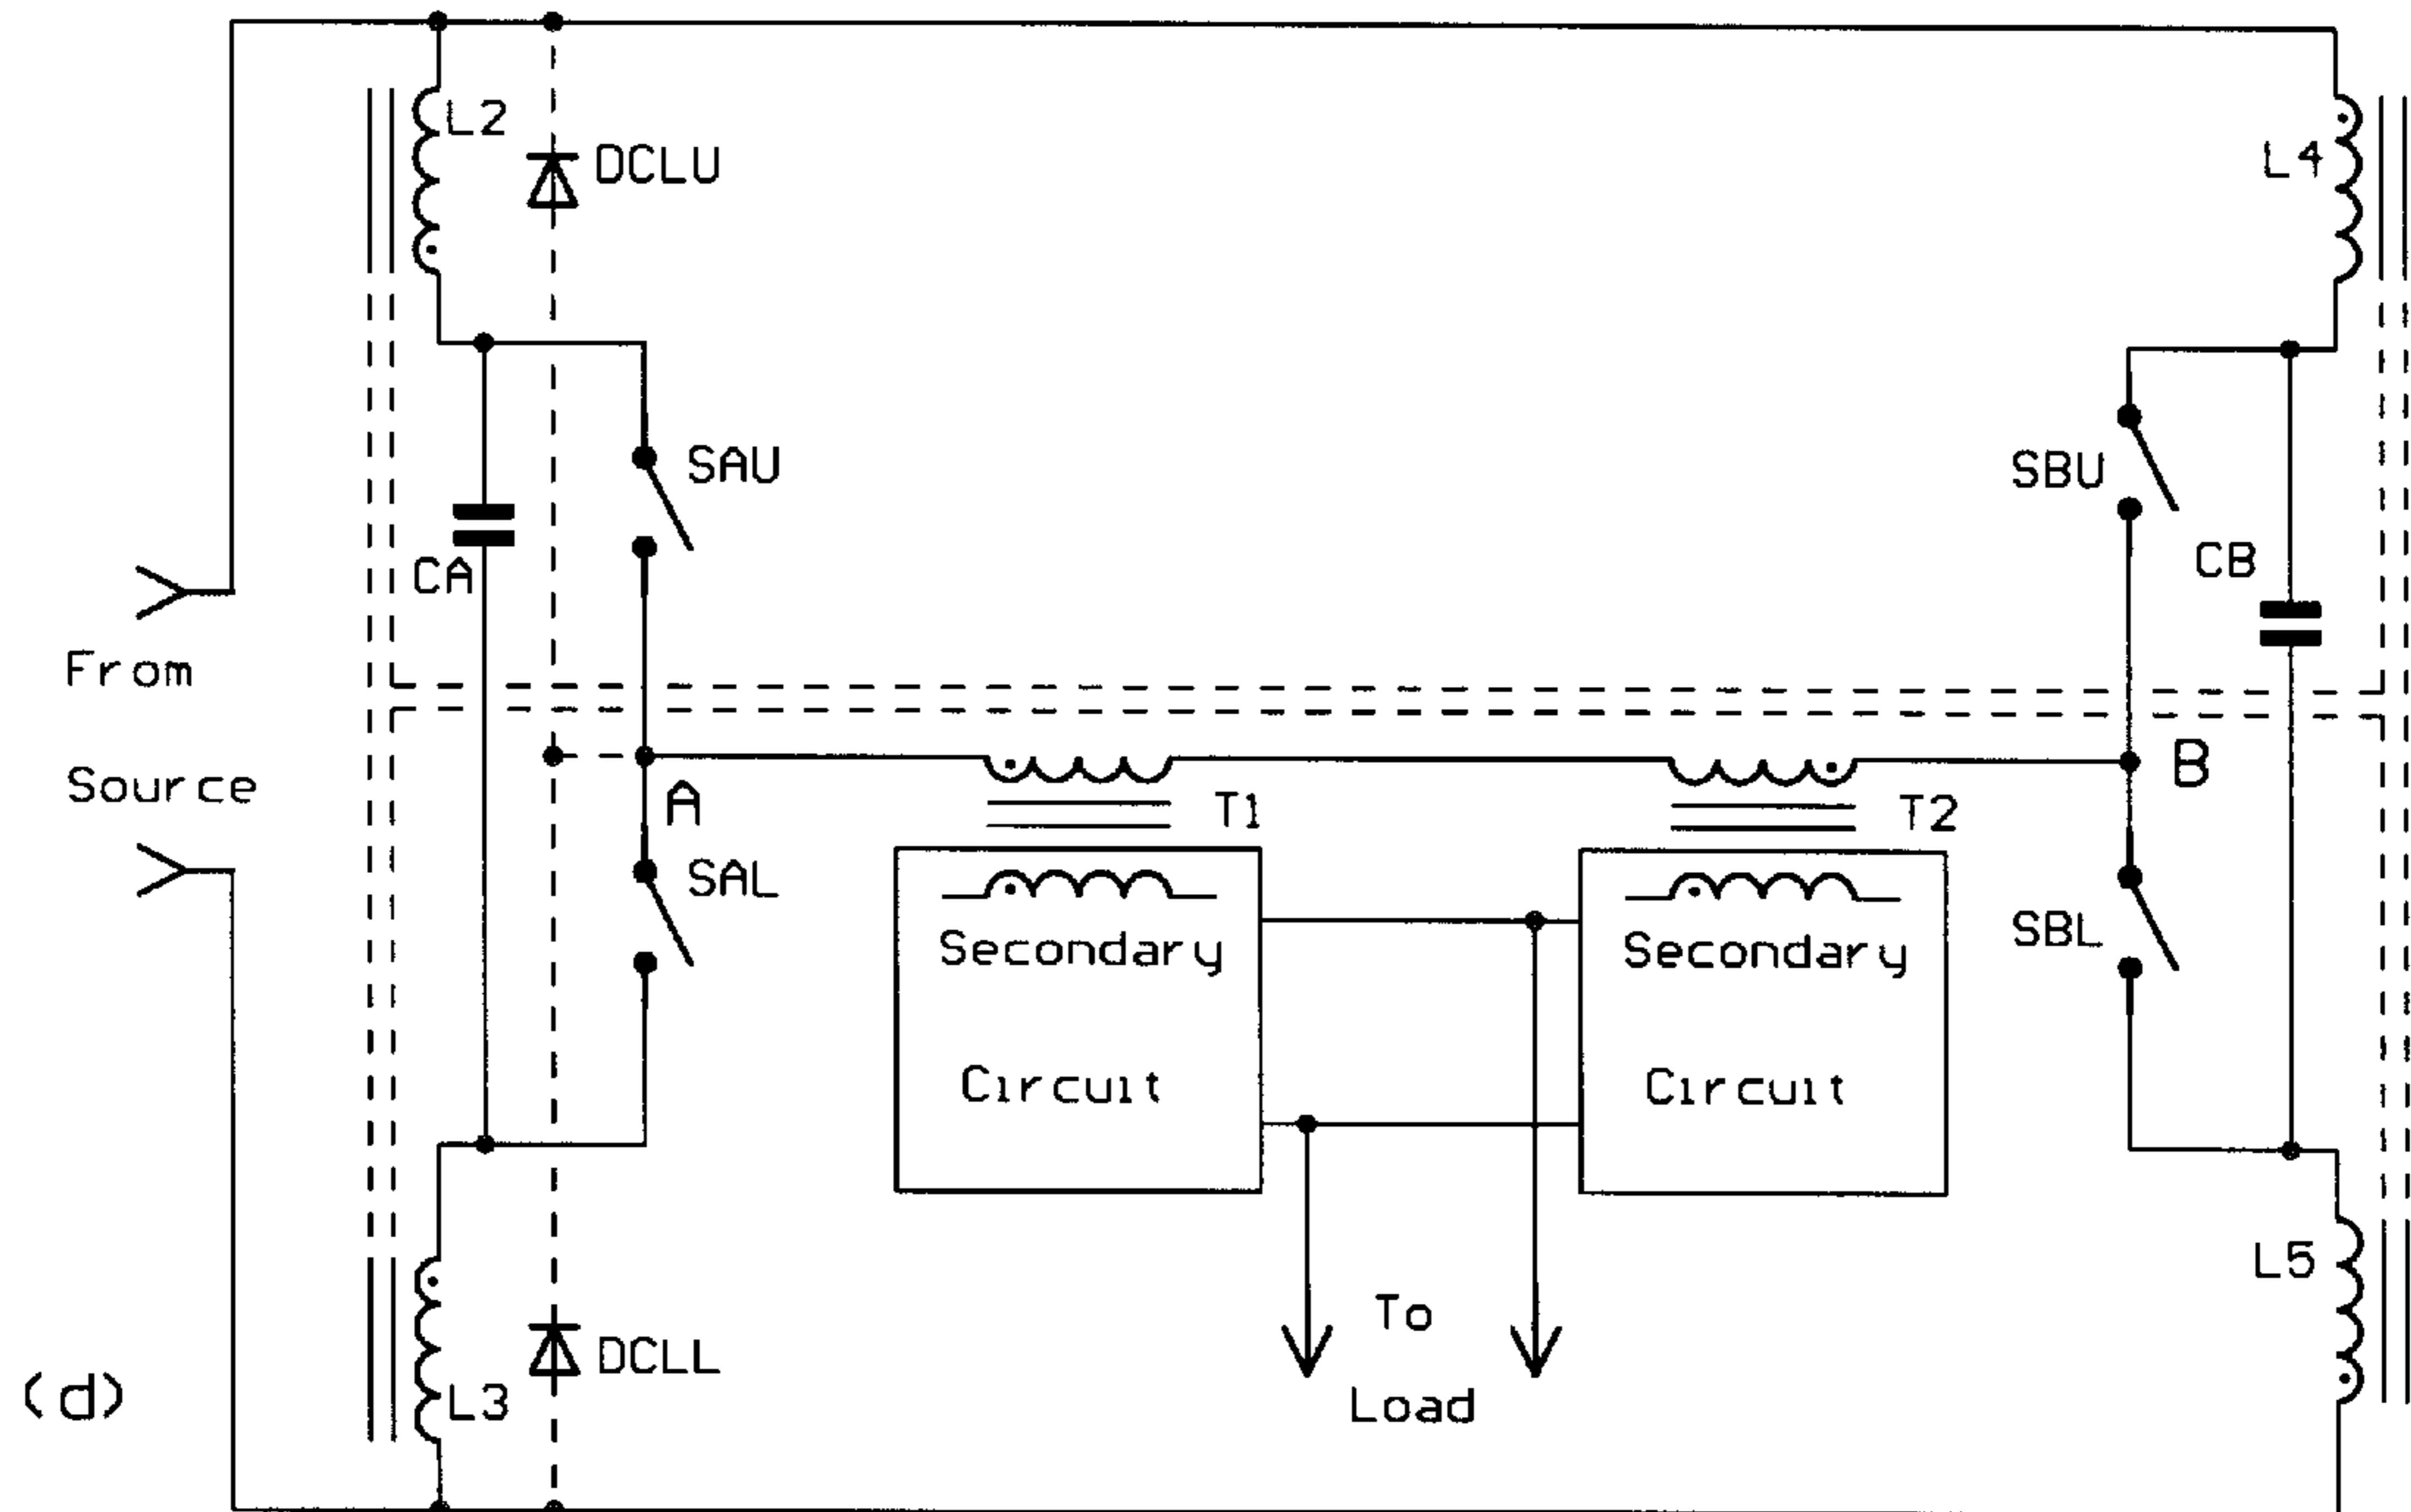 L2
DCLU
L4
SAU
SBU
CA
CB
From
Source
A
T1
T2
B
SAL
SBL
Secondary
Circuit
Secondary
Circuit
L5
To
Load
DCLL
L3
(d)